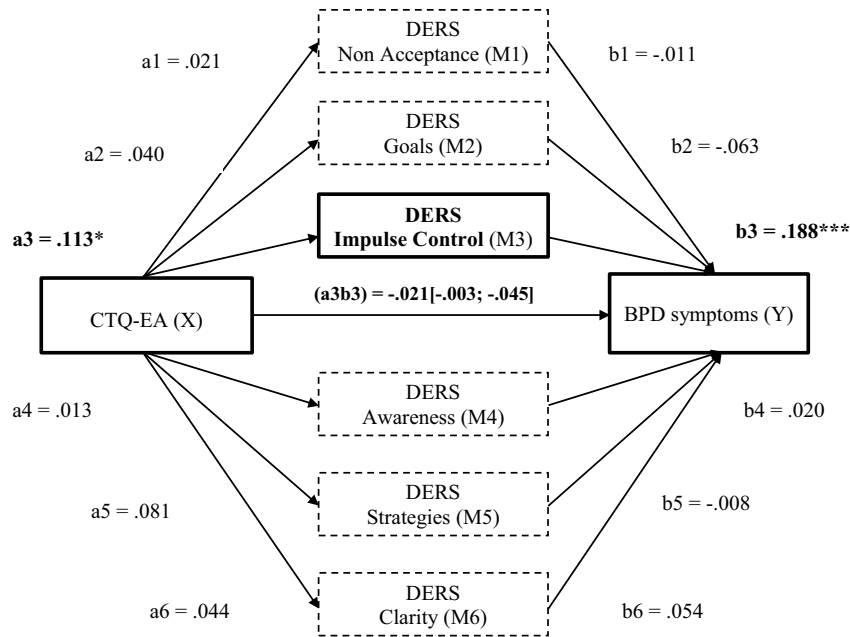 DERS
Non Acceptance (M1)
a1 = .021
b1 = -.011
DERS
Goals (M2)
a2 = .040
b2 = -.063
DERS
Impulse Control (M3)
a3 = .113*
b3 = .188***
(a3b3) = -.021[-.003; -.045]
CTQ-EA (X)
BPD symptoms (Y)
DERS
Awareness (M4)
a4 = .013
b4 = .020
DERS
Strategies (M5)
a5 = .081
b5 = -.008
DERS
Clarity (M6)
a6 = .044
b6 = .054